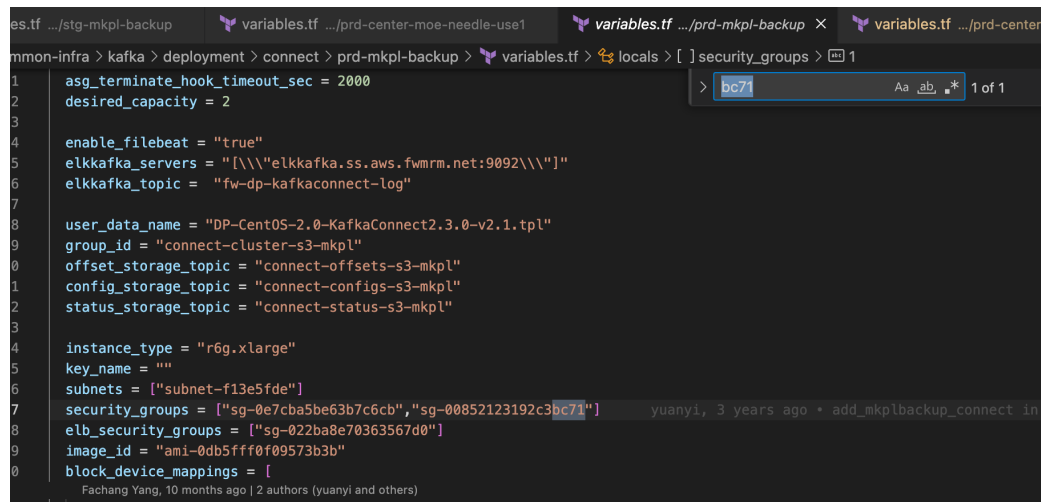 es.tf .../stg-mkpl-backup
variables.tf .../prd-center-moe-needle-use1
variables.tf .../prd-mkpl-backup
variables.tf .../prd-center
mmon-infra > kafka > deployment > connect > prd-mkpl-backup > variables.tf > locals > [ ] security_groups > abc 1
bc71 Aa ab, .* 1 of 1
1 asg_terminate_hook_timeout_sec = 2000
2 desired_capacity = 2
3
4 enable_filebeat = "true"
5 elkkafka_servers = "[\\\"elkkafka.ss.aws.fwmrm.net:9092\\\"]"
6 elkkafka_topic =  "fw-dp-kafkaconnect-log"
7
8 user_data_name = "DP-CentOS-2.0-KafkaConnect2.3.0-v2.1.tpl"
9 group_id = "connect-cluster-s3-mkpl"
0 offset_storage_topic = "connect-offsets-s3-mkpl"
1 config_storage_topic = "connect-configs-s3-mkpl"
2 status_storage_topic = "connect-status-s3-mkpl"
3
4 instance_type = "r6g.xlarge"
5 key_name = ""
6 subnets = ["subnet-f13e5fde"]
7 security_groups = ["sg-0e7cba5be63b7c6cb","sg-00852123192c3bc71"] yuanyi, 3 years ago • add_mkplbackup_connect in
8 elb_security_groups = ["sg-022ba8e70363567d0"]
9 image_id = "ami-0db5fff0f09573b3b"
0 block_device_mappings = [
Fachang Yang, 10 months ago | 2 authors (yuanyi and others)